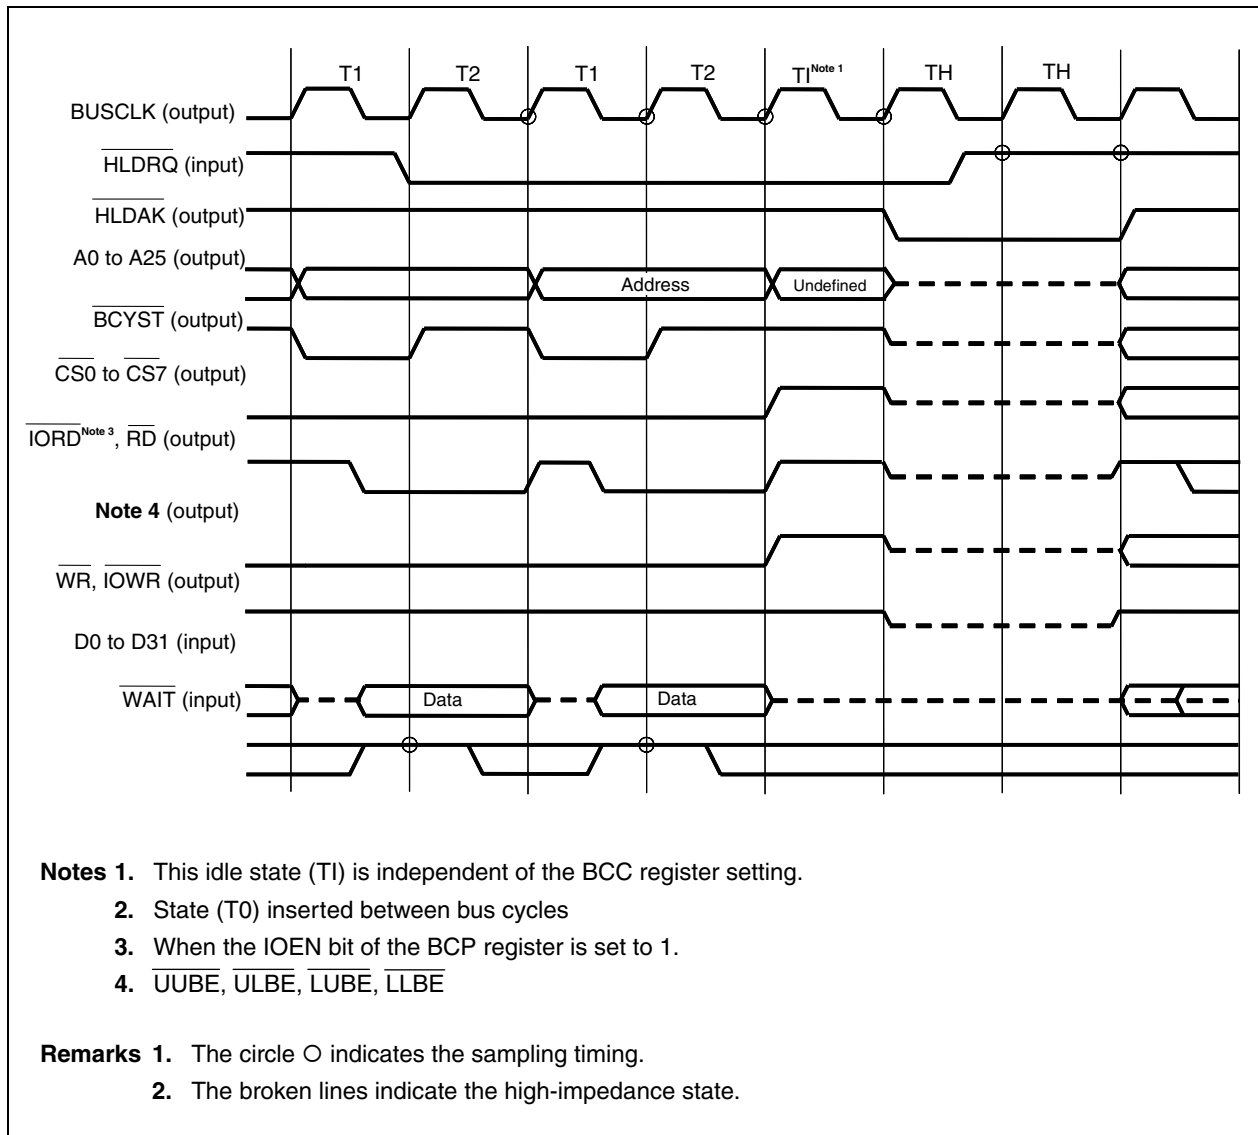 T1 T2 T1 T2 TI Note 1 TH TH
BUSCLK (output)
HLDRQ (input)
HLDAK (output)
A0 to A25 (output)
Address Undefined
BCYST (output)
CS0 to CS7 (output)
IORD Note 3, RD (output)
Note 4 (output)
WR, IOWR (output)
D0 to D31 (input)
WAIT (input)
Data Data
Notes 1. This idle state (TI) is independent of the BCC register setting.
2. State (T0) inserted between bus cycles
3. When the IOEN bit of the BCP register is set to 1.
4. UUBE, ULBE, LUBE, LLBE
Remarks 1. The circle O indicates the sampling timing.
2. The broken lines indicate the high-impedance state.